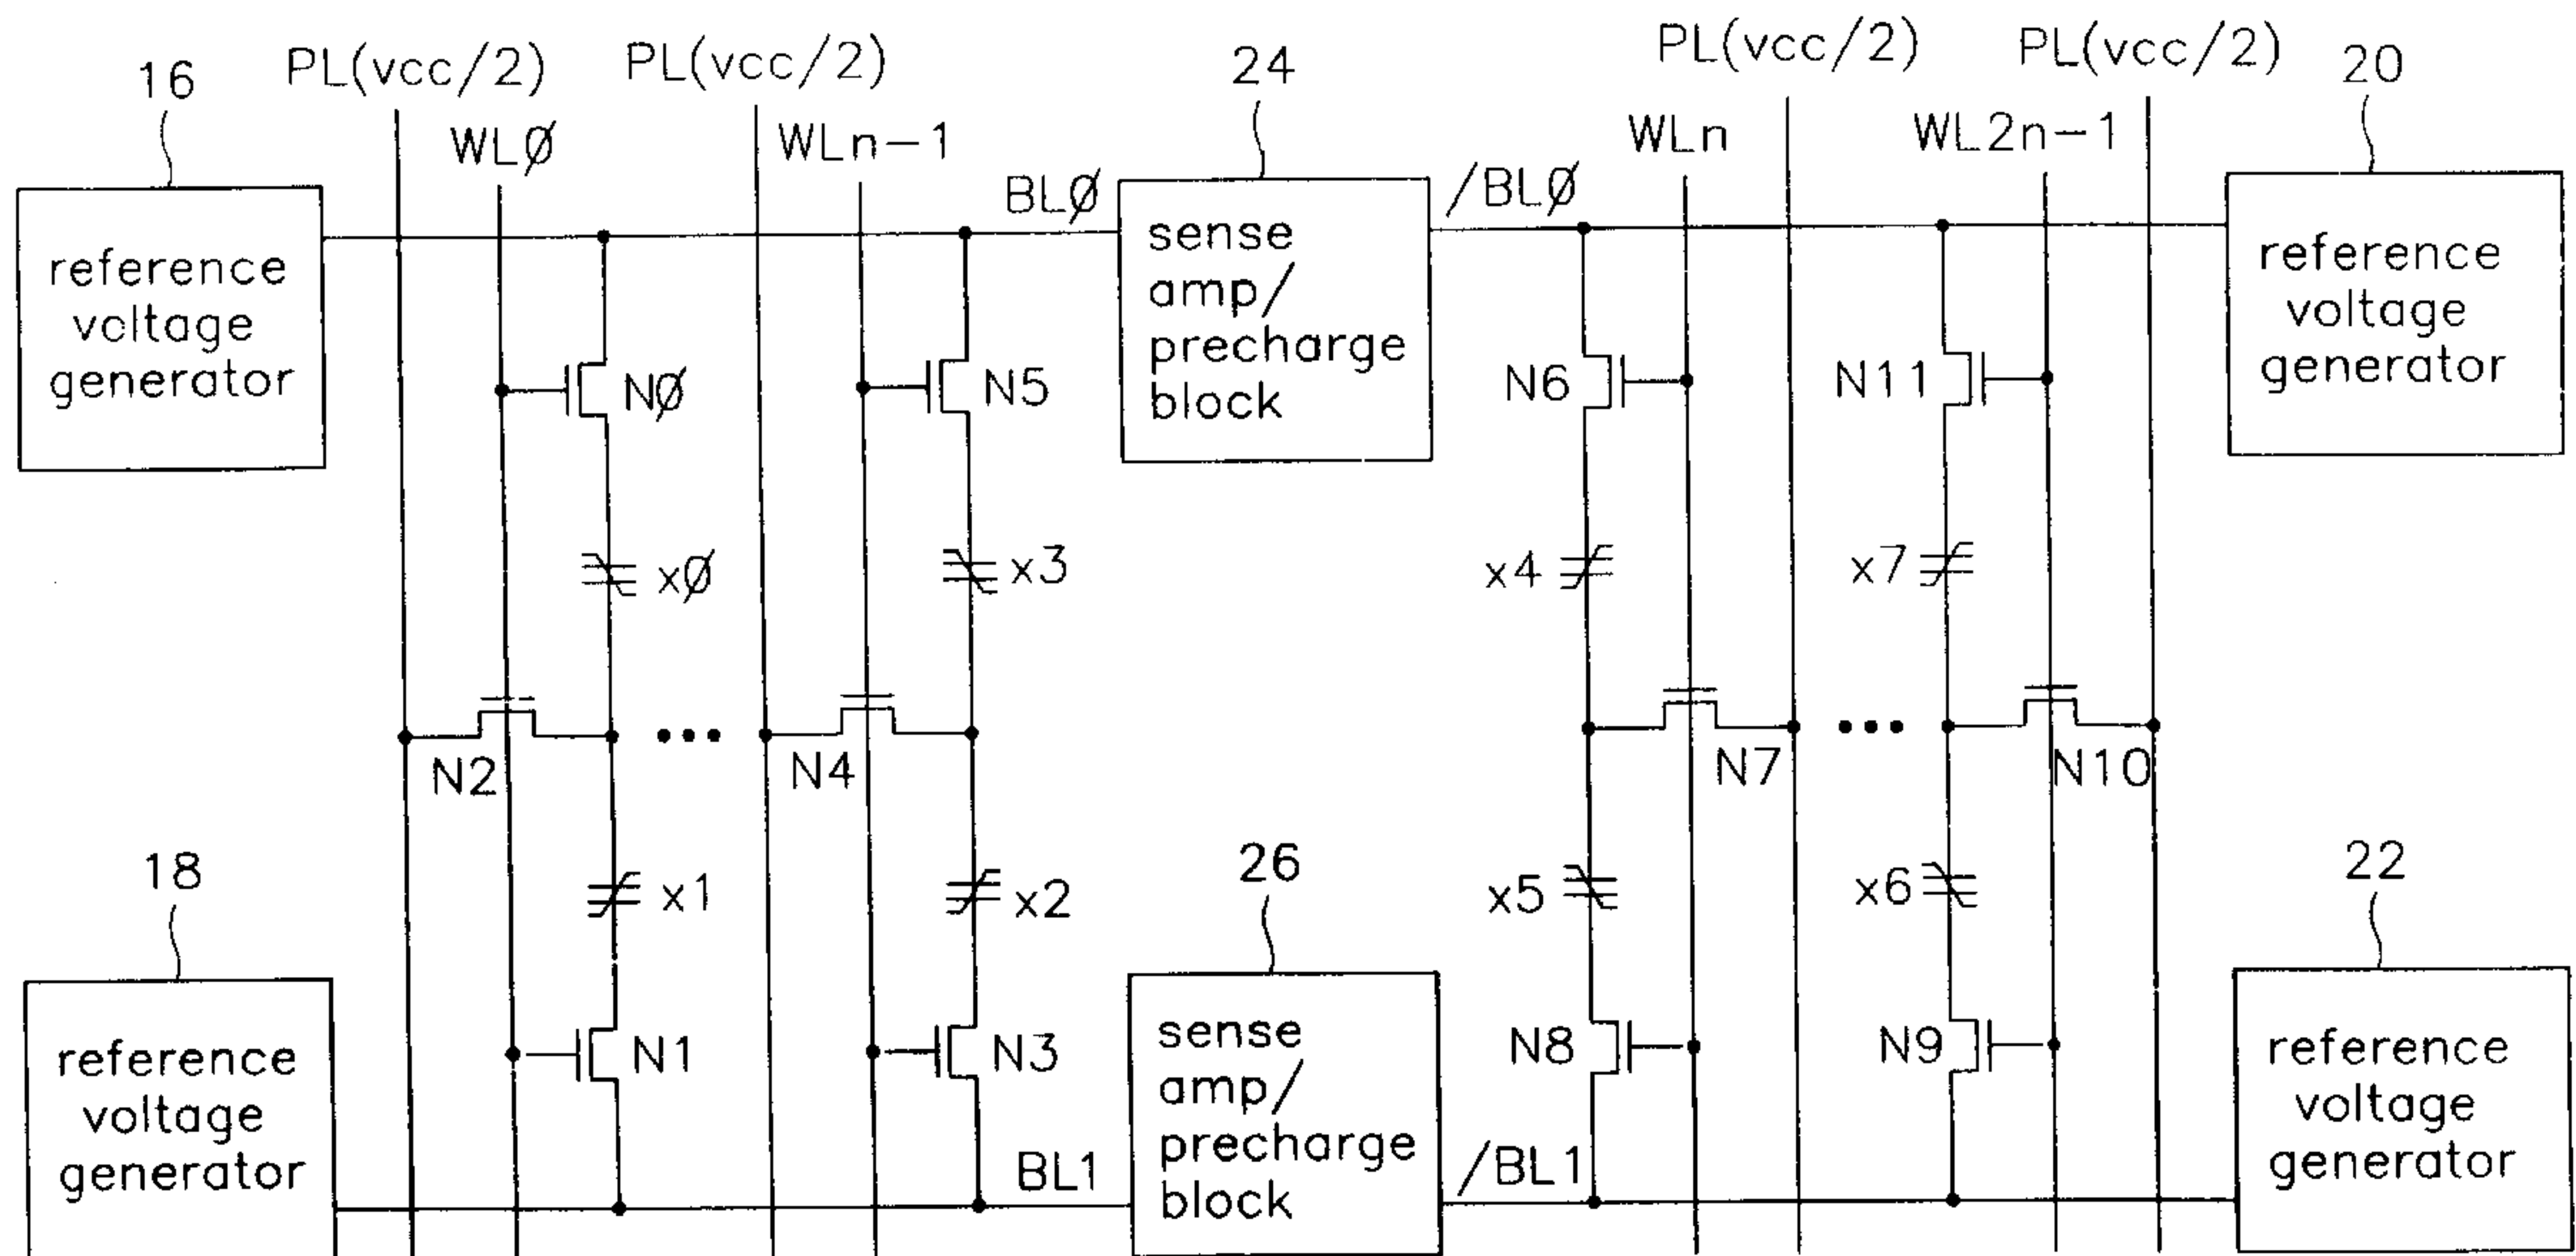 PL(vcc/2)
PL(vcc/2)
24
PL(vcc/2)
PL(vcc/2)
20
16
WLØ
WLn-1
WLn
WL2n-1
BLØ
/BLØ
reference
voltage
generator
sense
amp/
precharge
block
reference
voltage
generator
NØ
N5
N6
N11
xØ
x3
x4
x7
N2
N4
N7
N10
18
x1
x2
26
x5
x6
22
N1
N3
N8
N9
reference
voltage
generator
BL1
sense
amp/
precharge
block
/BL1
reference
voltage
generator